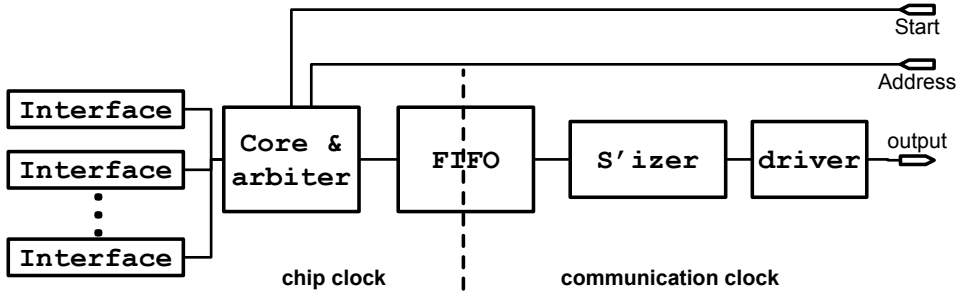 Start
Address
Interface
Interface
Interface
Core &
arbiter
FIFO
S'izer
driver
output
chip clock
communication clock